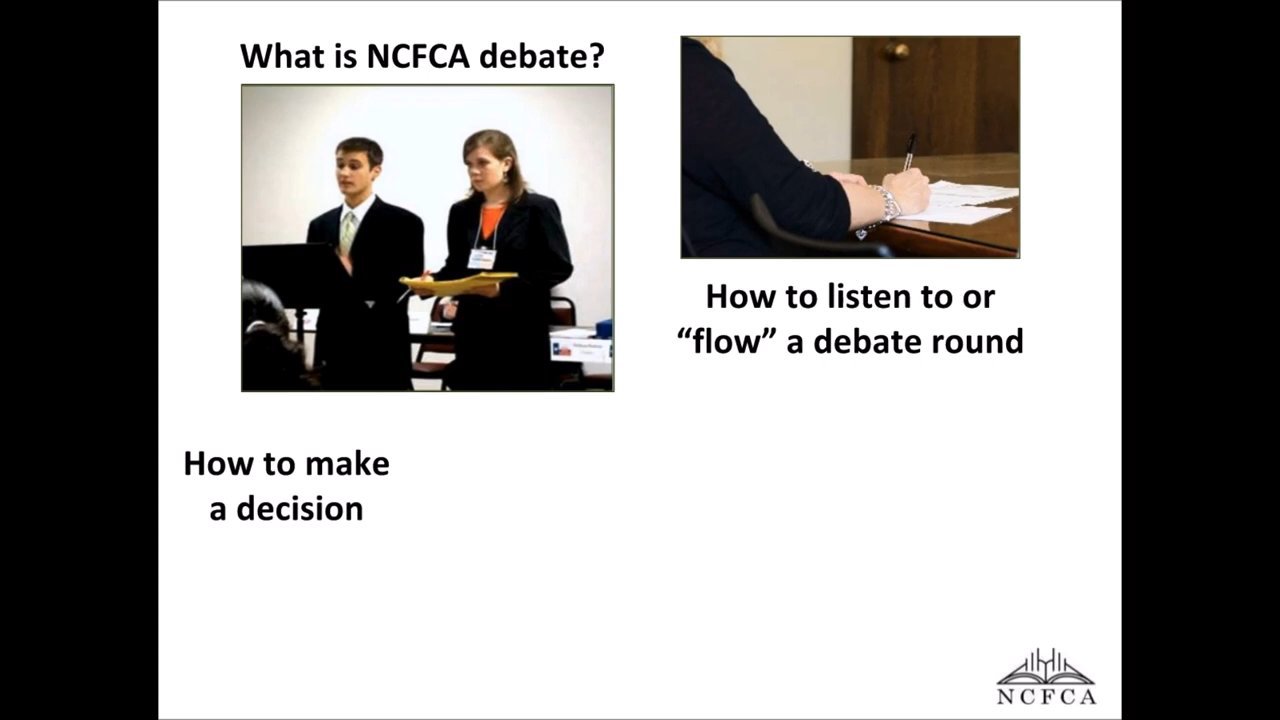 What is NCFCA debate?
How to listen to or
“flow” a debate round
How to make
a decision
NCFCA